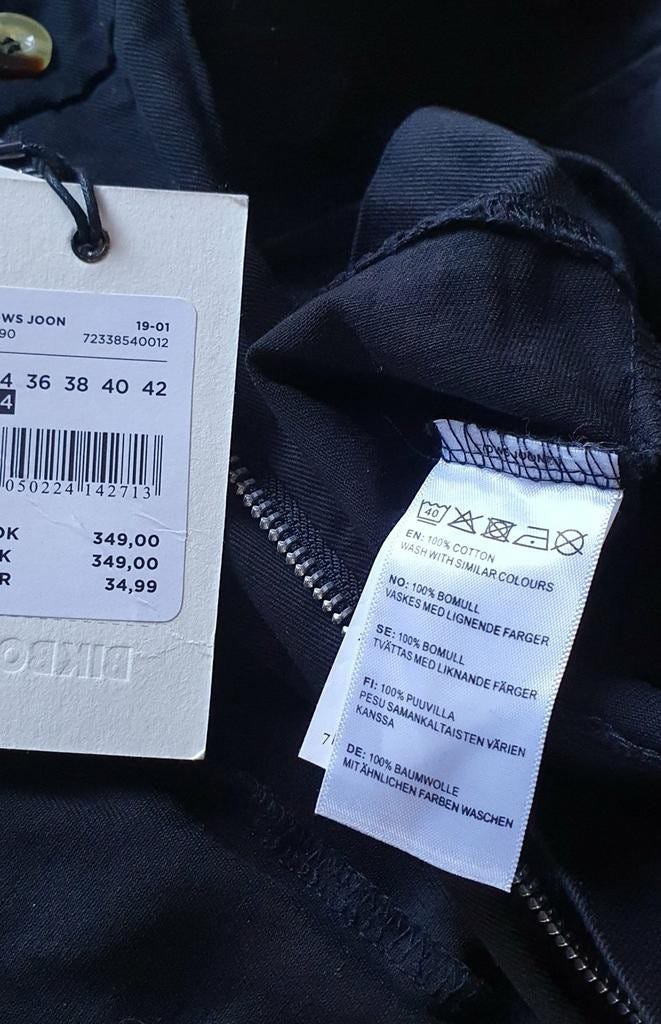 WS JOON 19-01
90 72338540012
4 36 38 40 42
4
050224 142713
OK 349,00
K 349,00
R 34,99
BIKBO
40
EN: 100% COTTON
WASH WITH SIMILAR COLOURS
NO: 100% BOMULL
VASKES MED LIGNENDE FARGER
SE: 100% BOMULL
TVÄTTAS MED LIKNANDE FÄRGER
FI: 100% PUUVILLA
PESU SAMANKALTAISTEN VÄRIEN
KANSSA
DE: 100% BAUMWOLLE
MIT ÄHNLICHEN FARBEN WASCHEN
7